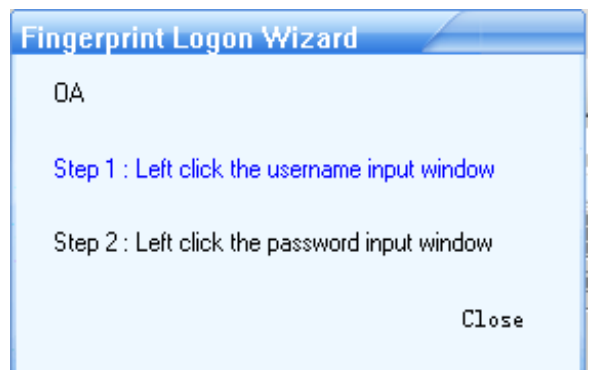 Fingerprint Logon Wizard
OA
Step 1 : Left click the username input window
Step 2 : Left click the password input window
Close